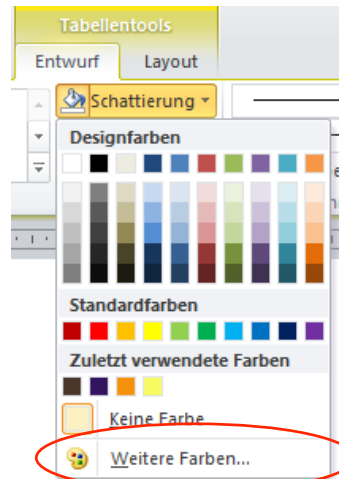 Tabellentools
Entwurf Layout
Schattierung
Designfarben
Standardfarben
Zuletzt verwendete Farben
Keine Farbe
Weitere Farben...